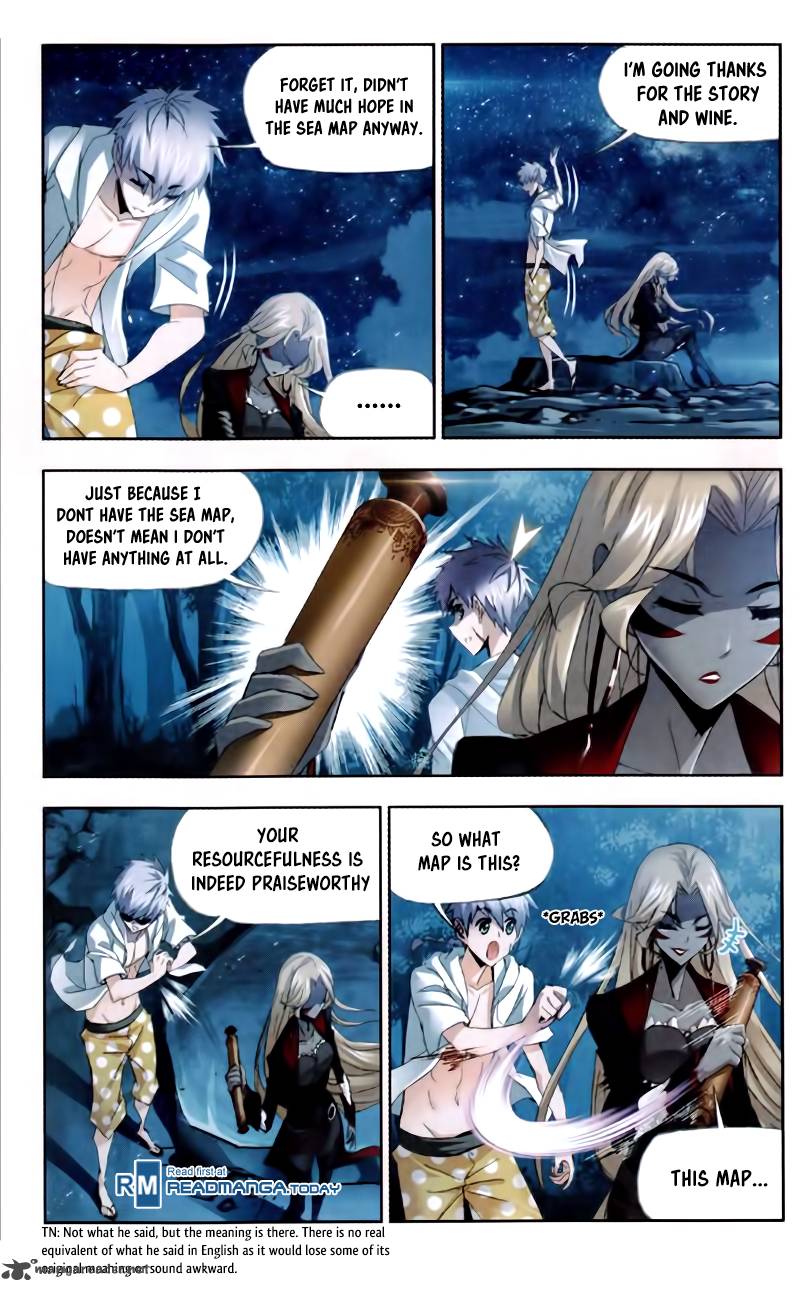 FORGET IT, DIDN'T
HAVE MUCH HOPE IN
THE SEA MAP ANYWAY.
......
I'M GOING THANKS
FOR THE STORY
AND WINE.
JUST BECAUSE I
DONT HAVE THE SEA MAP,
DOESN'T MEAN I DON'T
HAVE ANYTHING AT ALL.
YOUR
RESOURCEFULNESS IS
INDEED PRAISEWORTHY
SO WHAT
MAP IS THIS?
*GRABS*
THIS MAP...
RM
Read first at
READMANGA.TODAY
TN: Not what he said, but the meaning is there. There is no real
equivalent of what he said in English as it would lose some of its
original meaning or sound awkward.